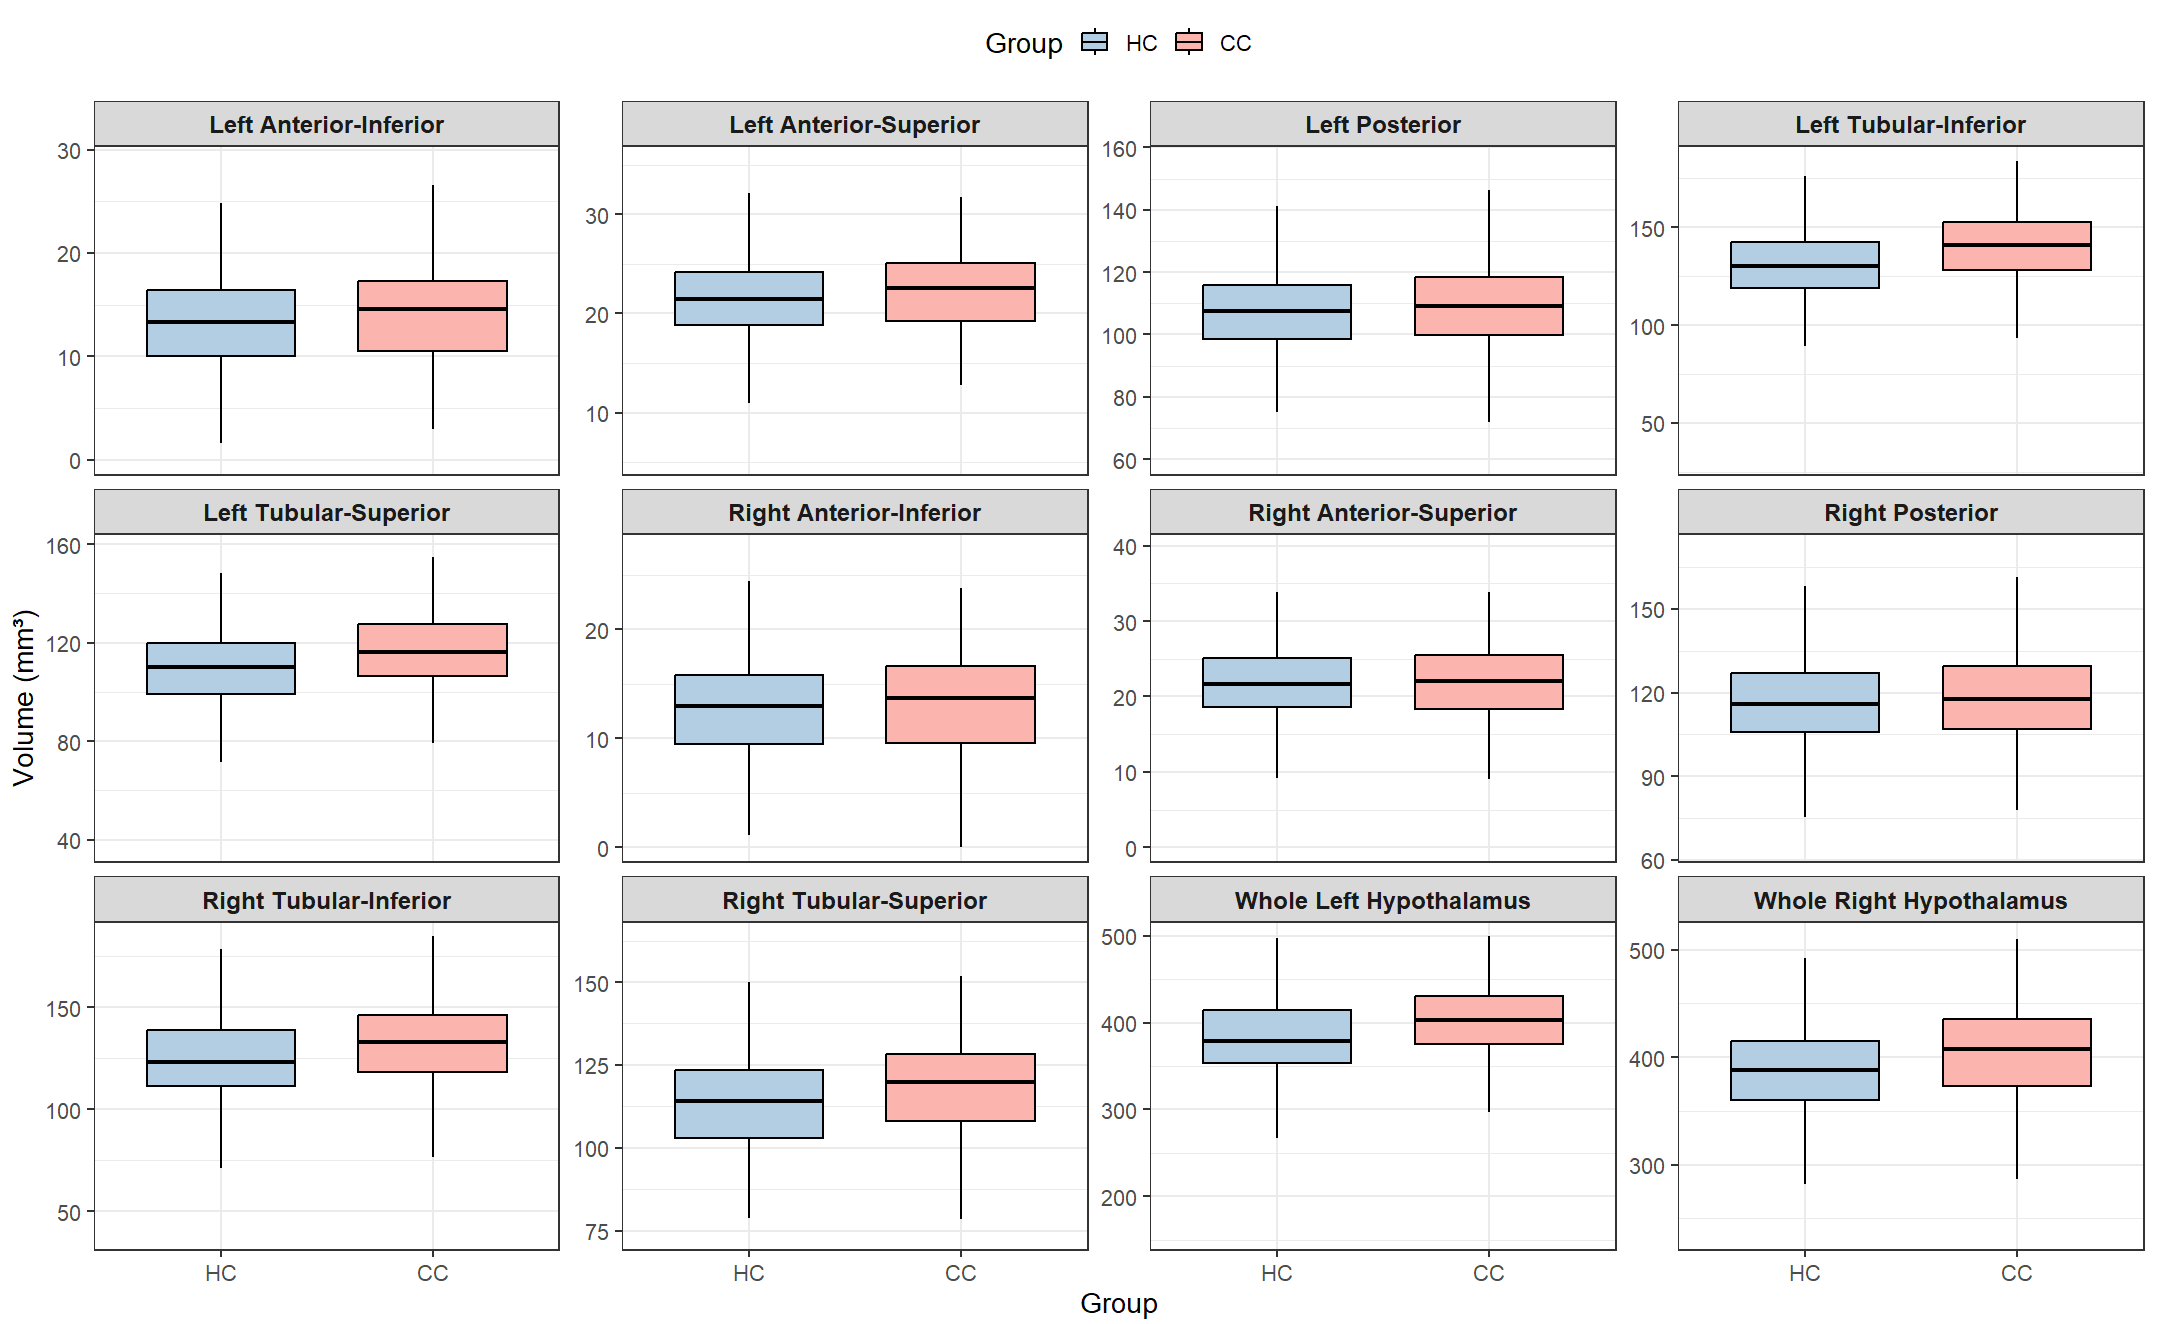 Group HC CC
Left Anterior-Inferior
30
20
10
0
Left Anterior-Superior
30
20
10
Left Posterior
160
140
120
100
80
60
Left Tubular-Inferior
150
100
50
Volume (mm³)
Left Tubular-Superior
160
120
80
40
Right Anterior-Inferior
20
10
0
Right Anterior-Superior
40
30
20
10
0
Right Posterior
150
120
90
60
Right Tubular-Inferior
150
100
50
HC CC
Right Tubular-Superior
150
125
100
75
HC CC
Whole Left Hypothalamus
500
400
300
200
HC CC
Whole Right Hypothalamus
500
400
300
HC CC
Group